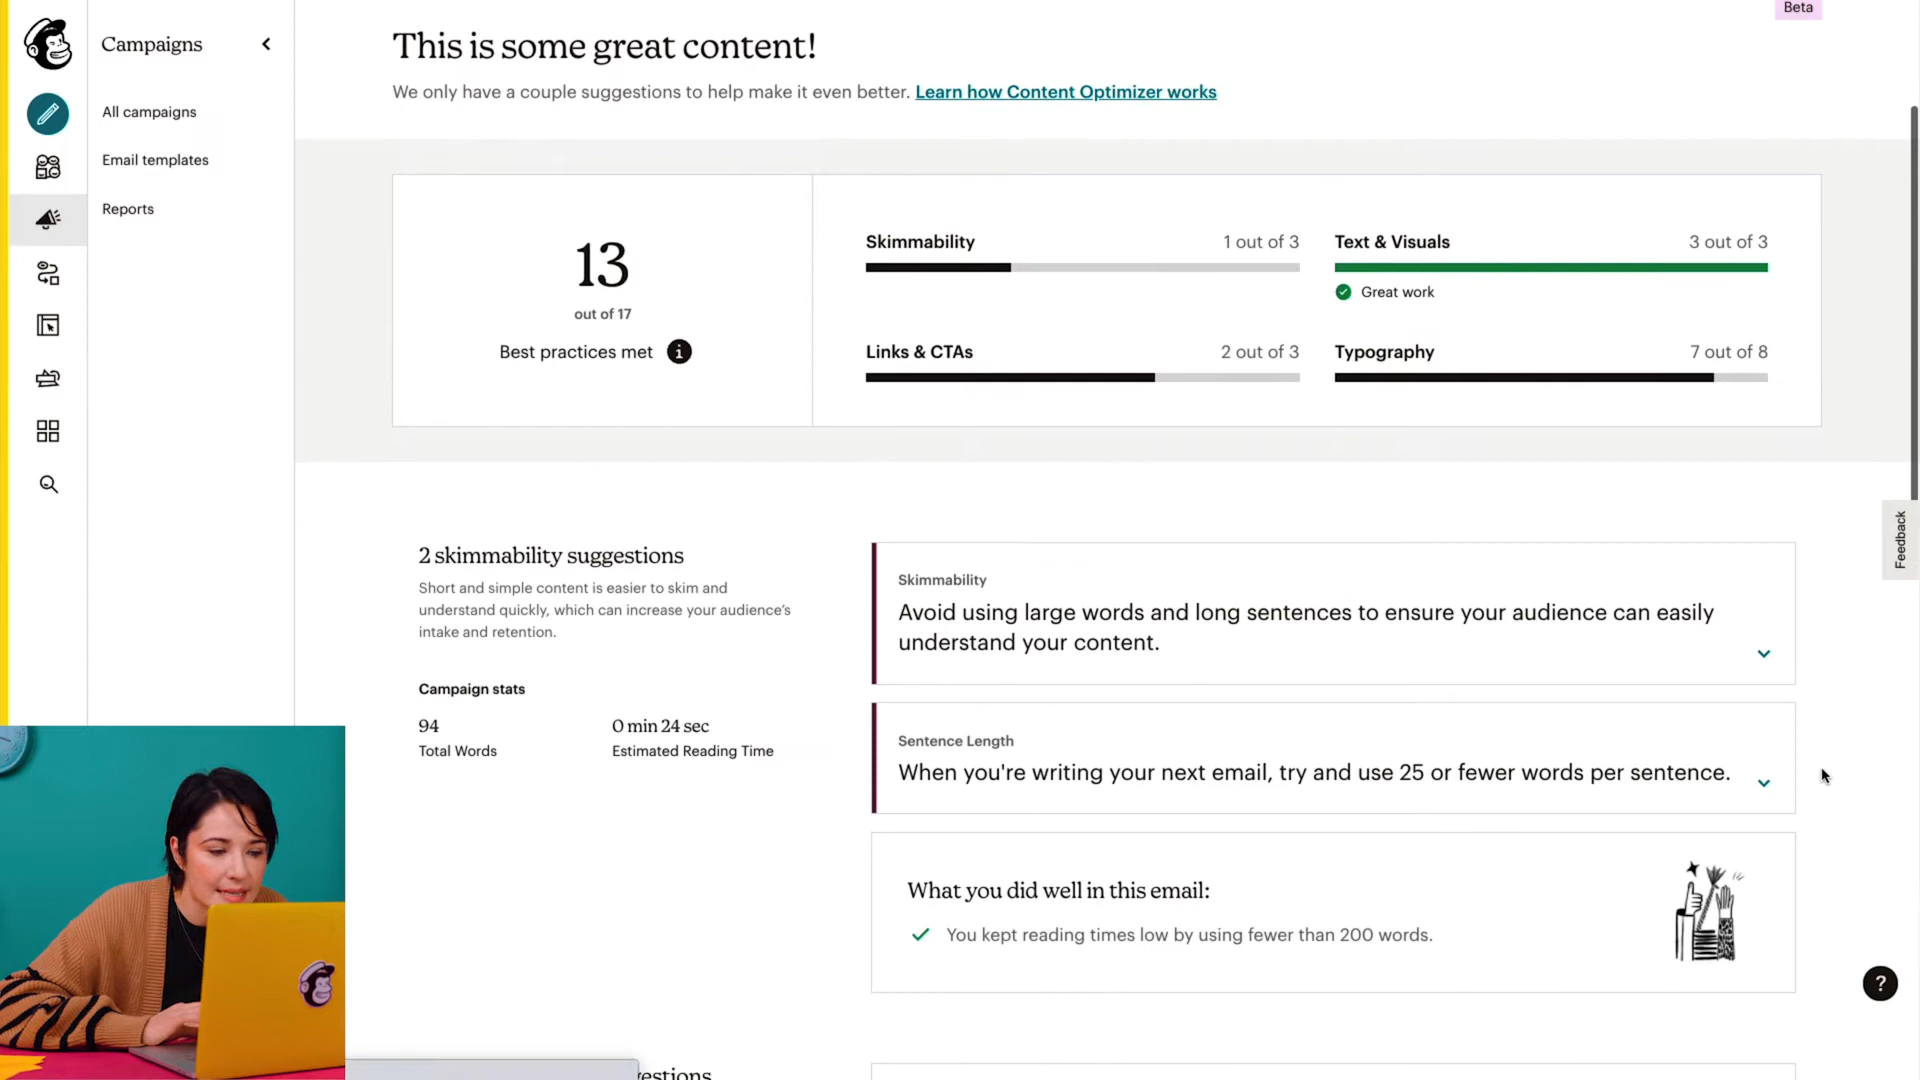 Beta
Campaigns
All campaigns
Email templates
Reports
This is some great content!
We only have a couple suggestions to help make it even better. Learn how Content Optimizer works
13
out of 17
Best practices met
Skimmability 1 out of 3
Text & Visuals 3 out of 3
Great work
Links & CTAs 2 out of 3
Typography 7 out of 8
Feedback
2 skimmability suggestions
Short and simple content is easier to skim and
understand quickly, which can increase your audience's
intake and retention.
Campaign stats
94
Total Words
0 min 24 sec
Estimated Reading Time
Skimmability
Avoid using large words and long sentences to ensure your audience can easily
understand your content.
Sentence Length
When you're writing your next email, try and use 25 or fewer words per sentence.
What you did well in this email:
You kept reading times low by using fewer than 200 words.
?